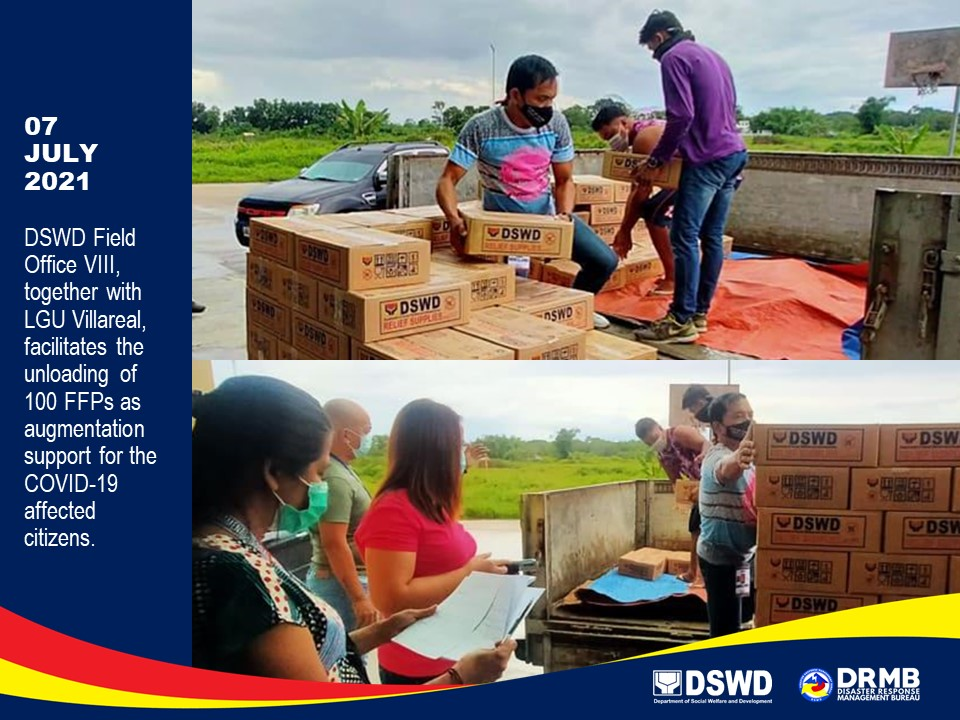 07
JULY
2021
DSWD Field
Office VIII,
together with
LGU Villareal,
facilitates the
unloading of
100 FFPs as
augmentation
support for the
COVID-19
affected
citizens.
DSWD
RELIEF SUPPLIES
DSWD
RELIEF SUPPLIES
DSWD
DSWD
DSWD
DSWD
DSWD
DSWD
DSWD
Department of Social Welfare and Development
DRMB
DISASTER RESPONSE
MANAGEMENT BUREAU